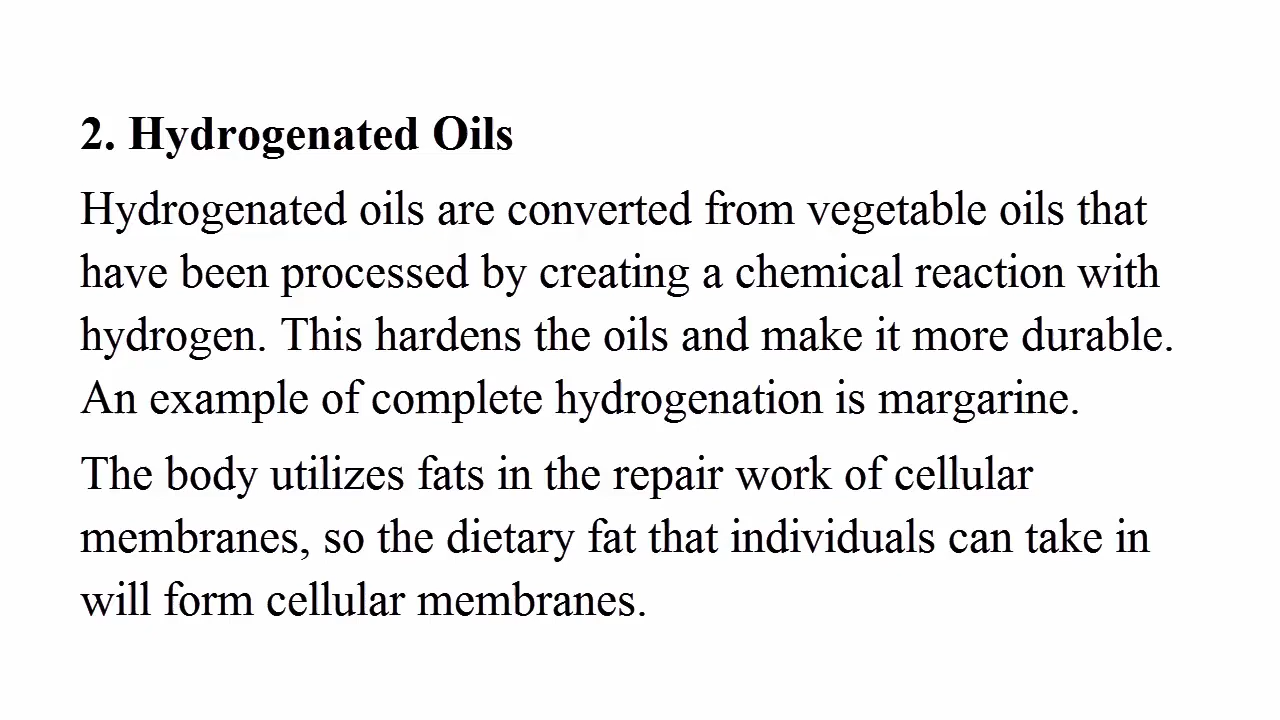 2. Hydrogenated Oils
Hydrogenated oils are converted from vegetable oils that
have been processed by creating a chemical reaction with
hydrogen. This hardens the oils and make it more durable.
An example of complete hydrogenation is margarine.
The body utilizes fats in the repair work of cellular
membranes, so the dietary fat that individuals can take in
will form cellular membranes.